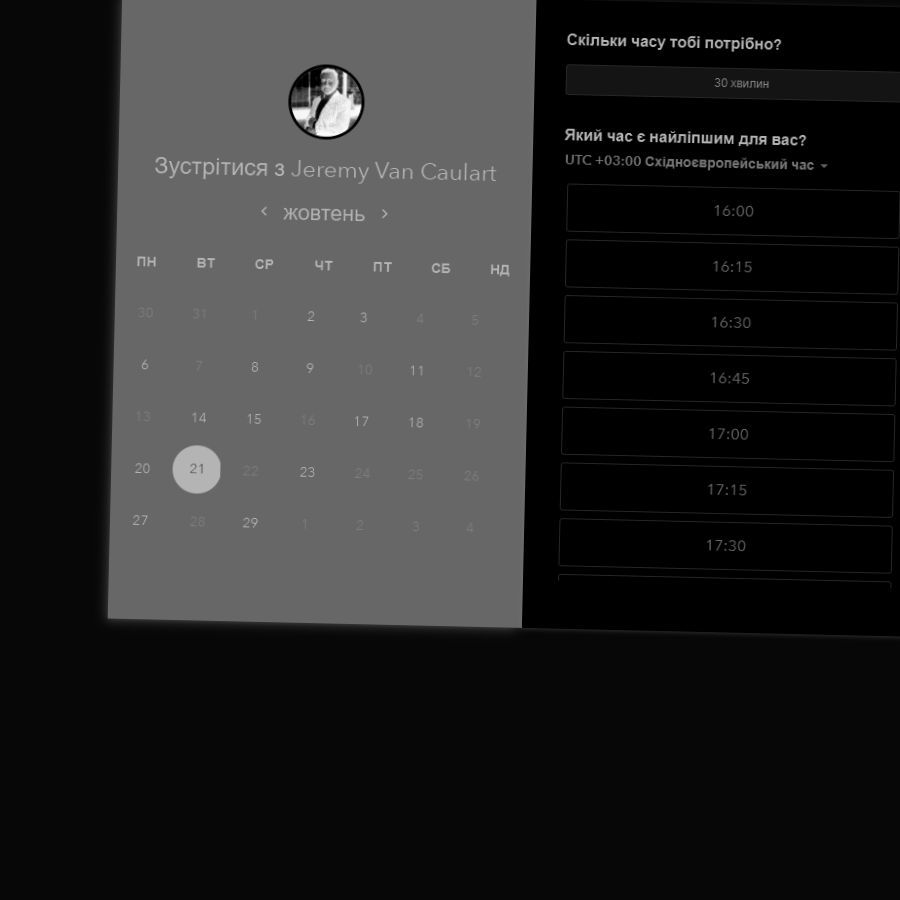 Зустрітися з Jeremy Van Caulart
жовтень
ПН ВТ СР ЧТ ПТ СБ НД
30 31 1 2 3 4 5
6 7 8 9 10 11 12
13 14 15 16 17 18 19
20 21 22 23 24 25 26
27 28 29 1 2 3 4
Скільки часу тобі потрібно?
30 хвилин
Який час є найліпшим для вас?
UTC +03:00 Східноєвропейський час
16:00
16:15
16:30
16:45
17:00
17:15
17:30